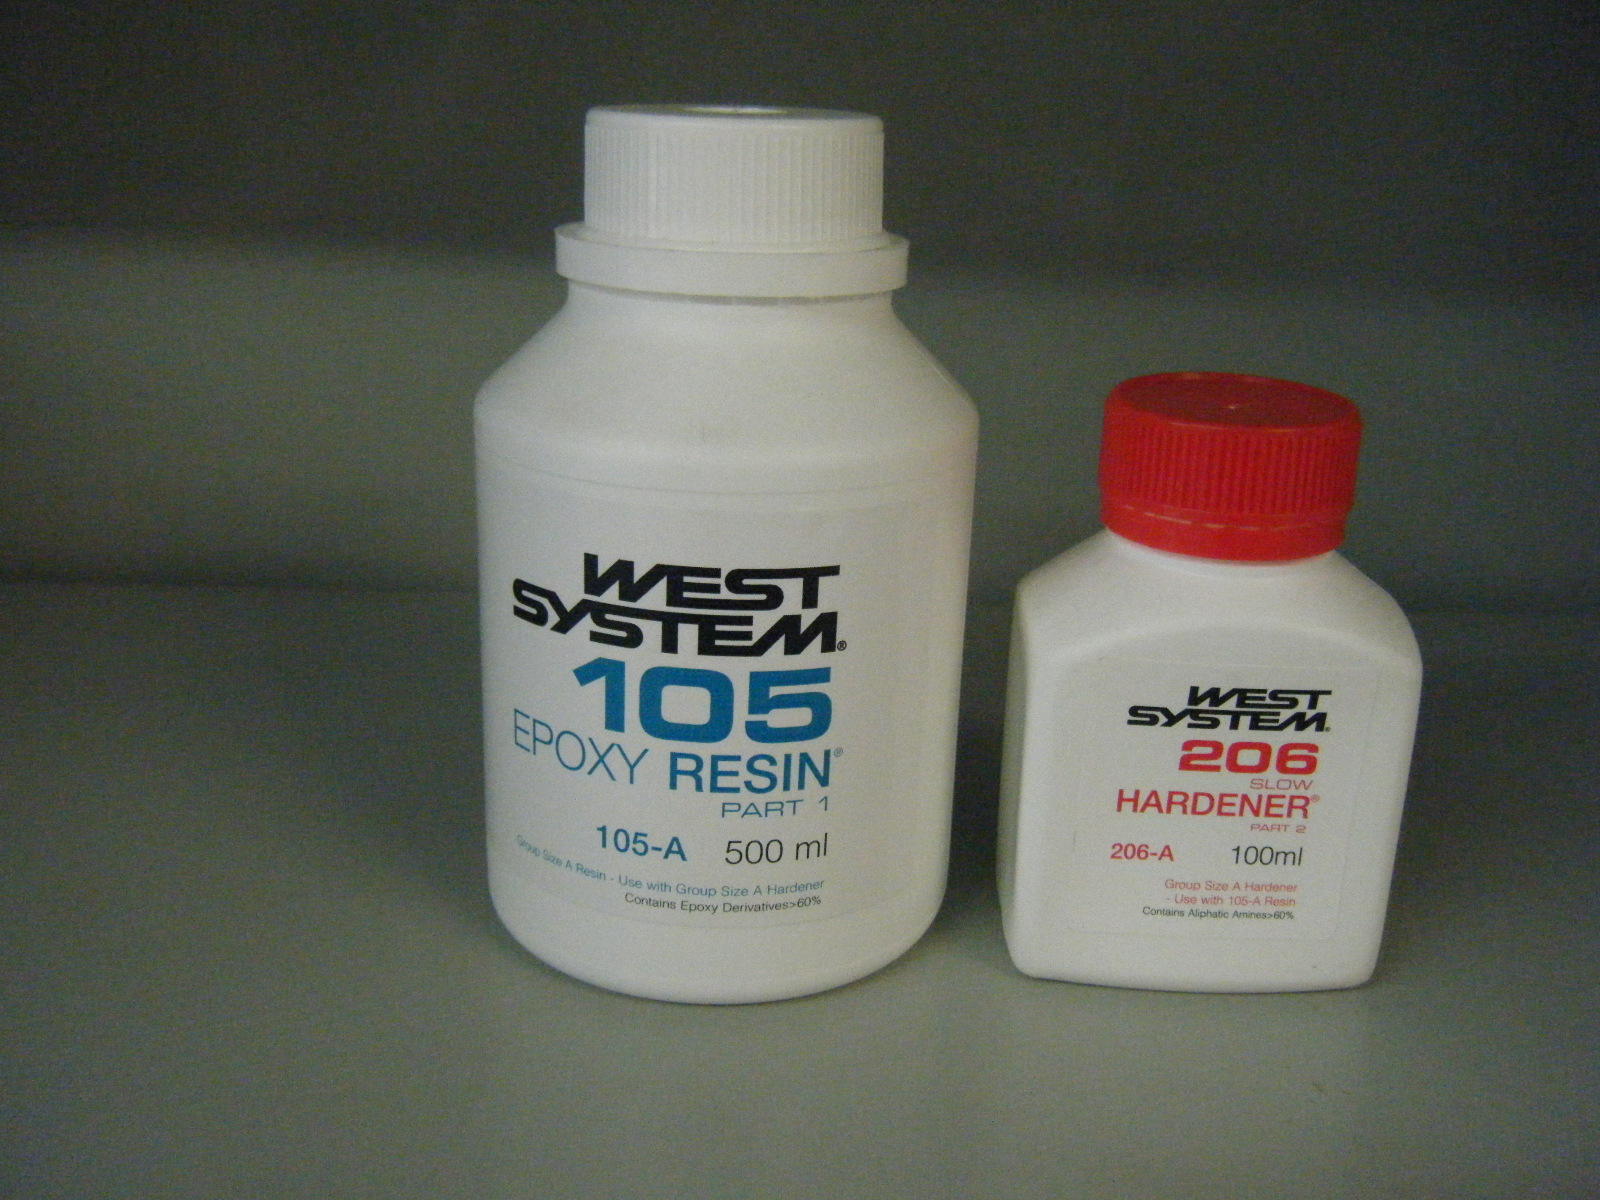 WEST
SYSTEM®
105
EPOXY RESIN®
PART 1
105-A 500 ml
Group Size A Resin - Use with Group Size A Hardener
Contains Epoxy Derivatives>60%
WEST
SYSTEM®
206
SLOW
HARDENER®
PART 2
206-A 100ml
Group Size A Hardener
- Use with 105-A Resin
Contains Aliphatic Amines>60%